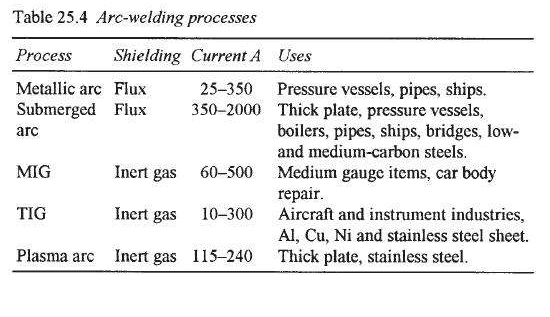 Table 25.4 Arc-welding processes
Process Shielding Current A Uses
Metallic arc Flux 25–350 Pressure vessels, pipes, ships.
Submerged Flux 350–2000 Thick plate, pressure vessels,
arc boilers, pipes, ships, bridges, low-
and medium-carbon steels.
MIG Inert gas 60–500 Medium gauge items, car body
repair.
TIG Inert gas 10–300 Aircraft and instrument industries,
Al, Cu, Ni and stainless steel sheet.
Plasma arc Inert gas 115–240 Thick plate, stainless steel.